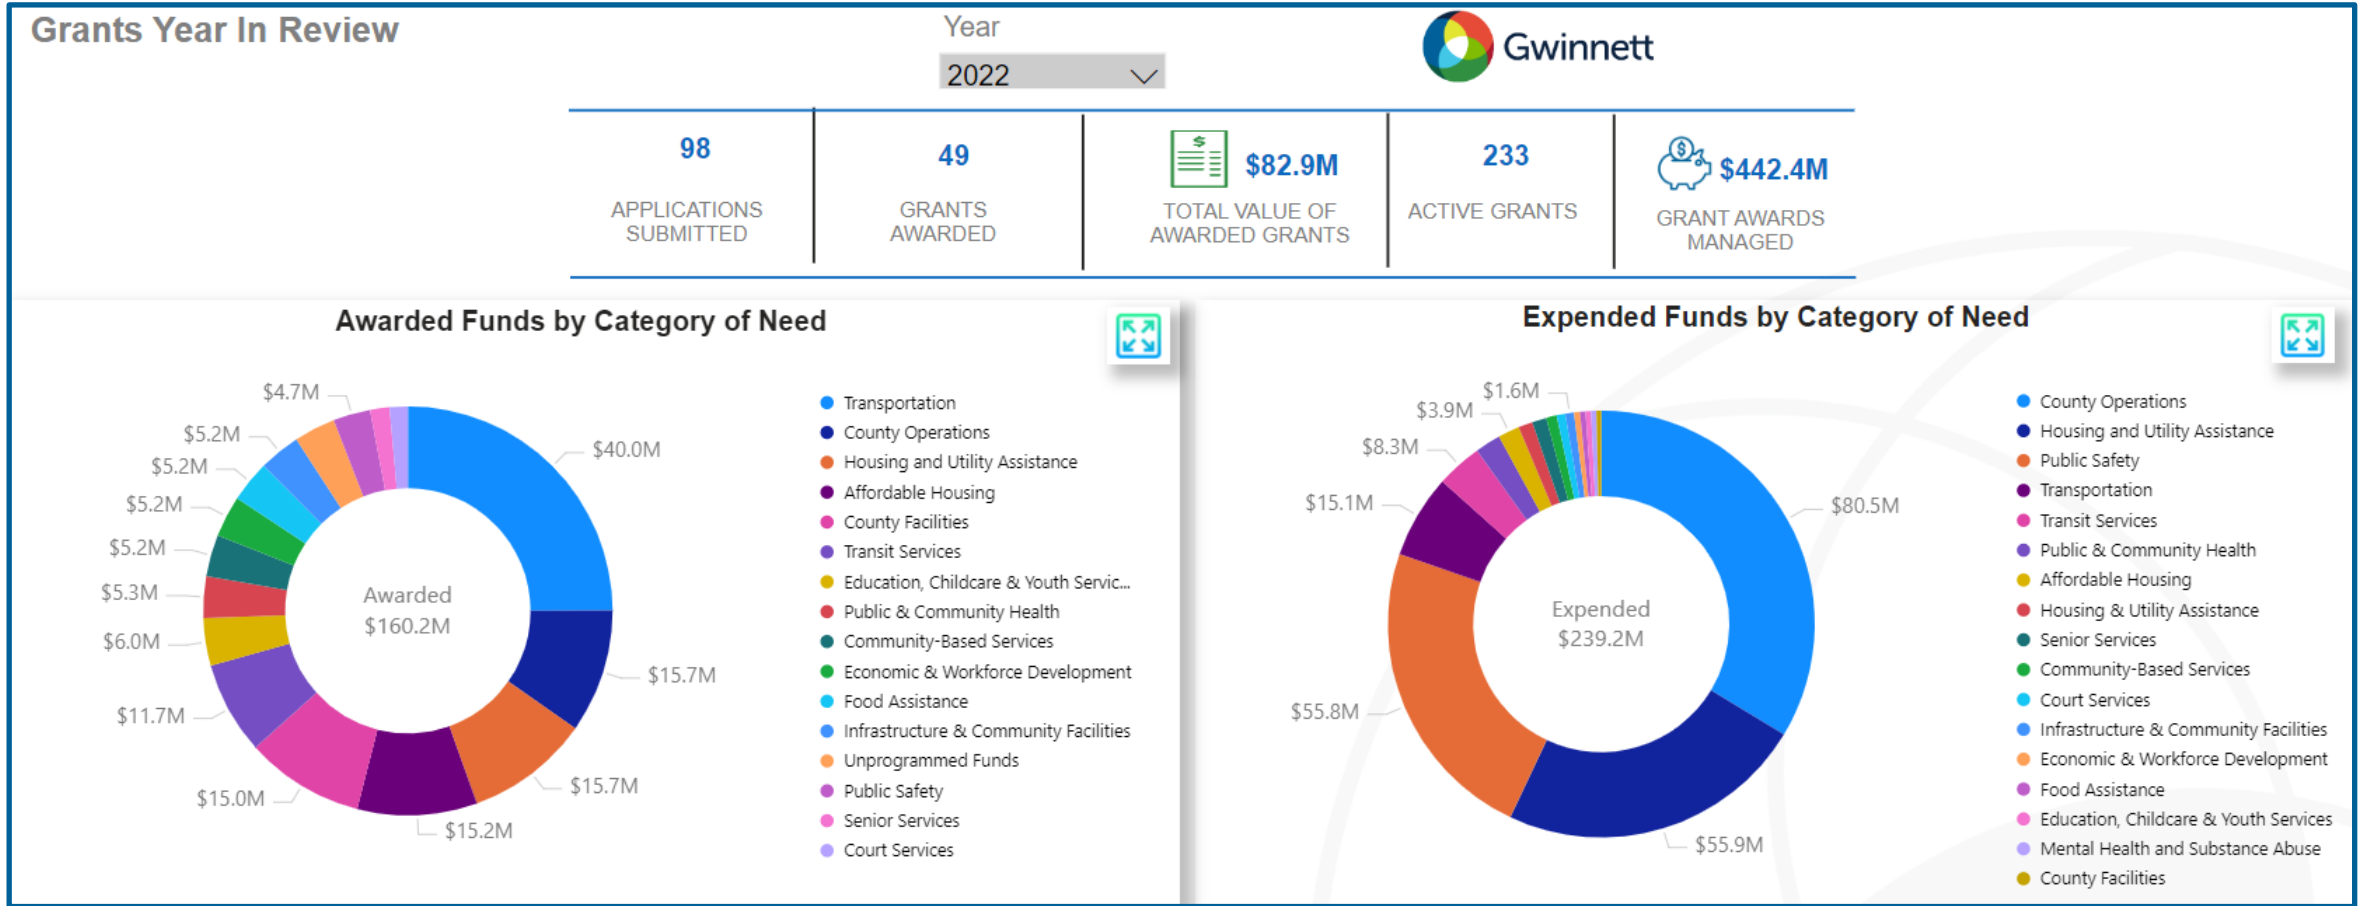 Grants Year In Review
Year
2022
Gwinnett
98
APPLICATIONS
SUBMITTED
49
GRANTS
AWARDED
$
$82.9M
TOTAL VALUE OF
AWARDED GRANTS
233
ACTIVE GRANTS
$
$442.4M
GRANT AWARDS
MANAGED
Awarded Funds by Category of Need
$4.7M
$5.2M
$5.2M
$5.2M
$5.2M
$5.3M
$6.0M
$11.7M
$15.0M
$15.2M
$15.7M
$15.7M
$40.0M
Awarded
$160.2M
Transportation
County Operations
Housing and Utility Assistance
Affordable Housing
County Facilities
Transit Services
Education, Childcare & Youth Servic...
Public & Community Health
Community-Based Services
Economic & Workforce Development
Food Assistance
Infrastructure & Community Facilities
Unprogrammed Funds
Public Safety
Senior Services
Court Services
Expended Funds by Category of Need
$1.6M
$3.9M
$8.3M
$15.1M
$55.8M
$55.9M
$80.5M
Expended
$239.2M
County Operations
Housing and Utility Assistance
Public Safety
Transportation
Transit Services
Public & Community Health
Affordable Housing
Housing & Utility Assistance
Senior Services
Community-Based Services
Court Services
Infrastructure & Community Facilities
Economic & Workforce Development
Food Assistance
Education, Childcare & Youth Services
Mental Health and Substance Abuse
County Facilities